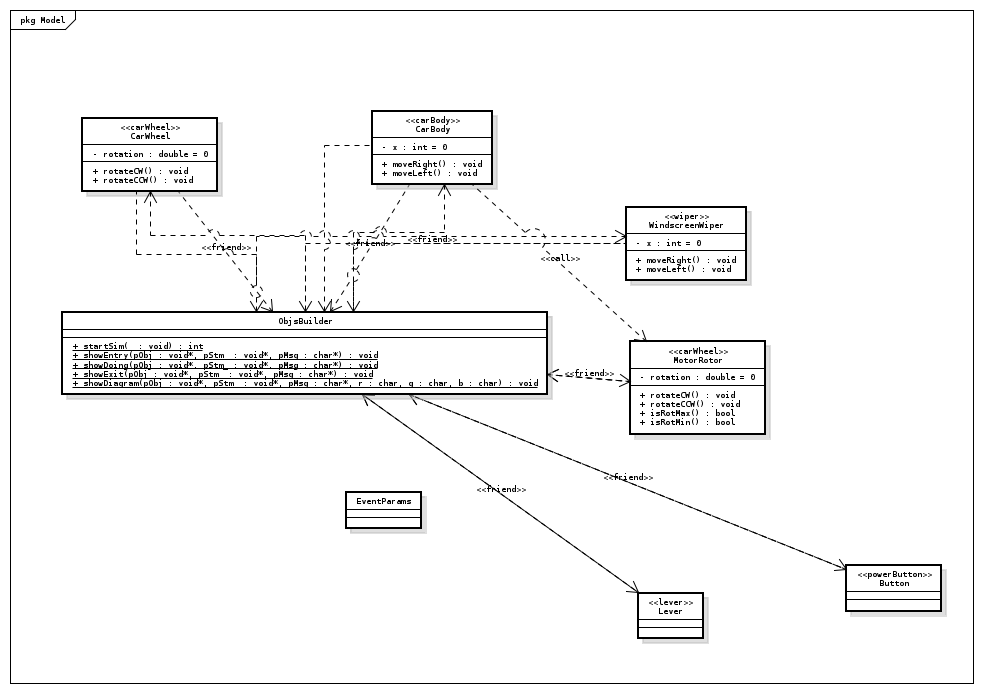 pkg Model
<<carWheel>>
CarWheel
- rotation : double = 0
+ rotateCW() : void
+ rotateCCW() : void
<<carBody>>
CarBody
- x : int = 0
+ moveRight() : void
+ moveLeft() : void
<<wiper>>
WindscreenWiper
- x : int = 0
+ moveRight() : void
+ moveLeft() : void
<<friend>>
<<friend>>
<<friend>>
<<call>>
ObjsBuilder
+ startSim(_ : void) : int
+ showEntry(pObj : void*, pStm_ : void*, pMsg : char*) : void
+ showDoing(pObj : void*, pStm_ : void*, pMsg : char*) : void
+ showExit(pObj : void*, pStm_ : void*, pMsg : char*) : void
+ showDiagram(pObj : void*, pStm_ : void*, pMsg : char*, r : char, g : char, b : char) : void
<<friend>>
<<carWheel>>
MotorRotor
- rotation : double = 0
+ rotateCW() : void
+ rotateCCW() : void
+ isRotMax() : bool
+ isRotMin() : bool
<<friend>>
<<friend>>
EventParams
<<powerButton>>
Button
<<lever>>
Lever